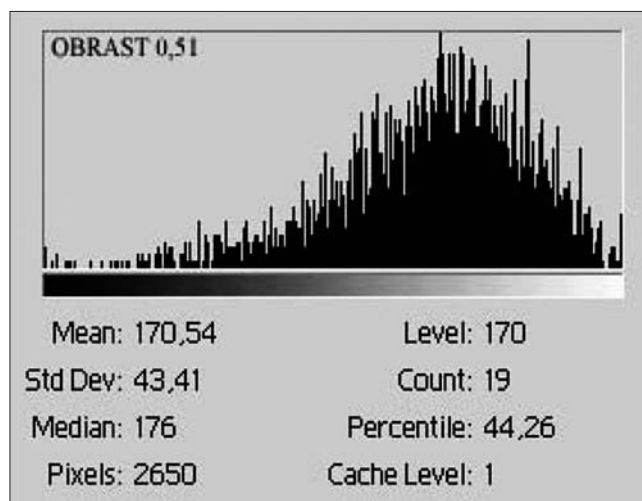 OBRAST 0,51
Mean: 170,54 Level: 170
Std Dev: 43,41 Count: 19
Median: 176 Percentile: 44,26
Pixels: 2650 Cache Level: 1